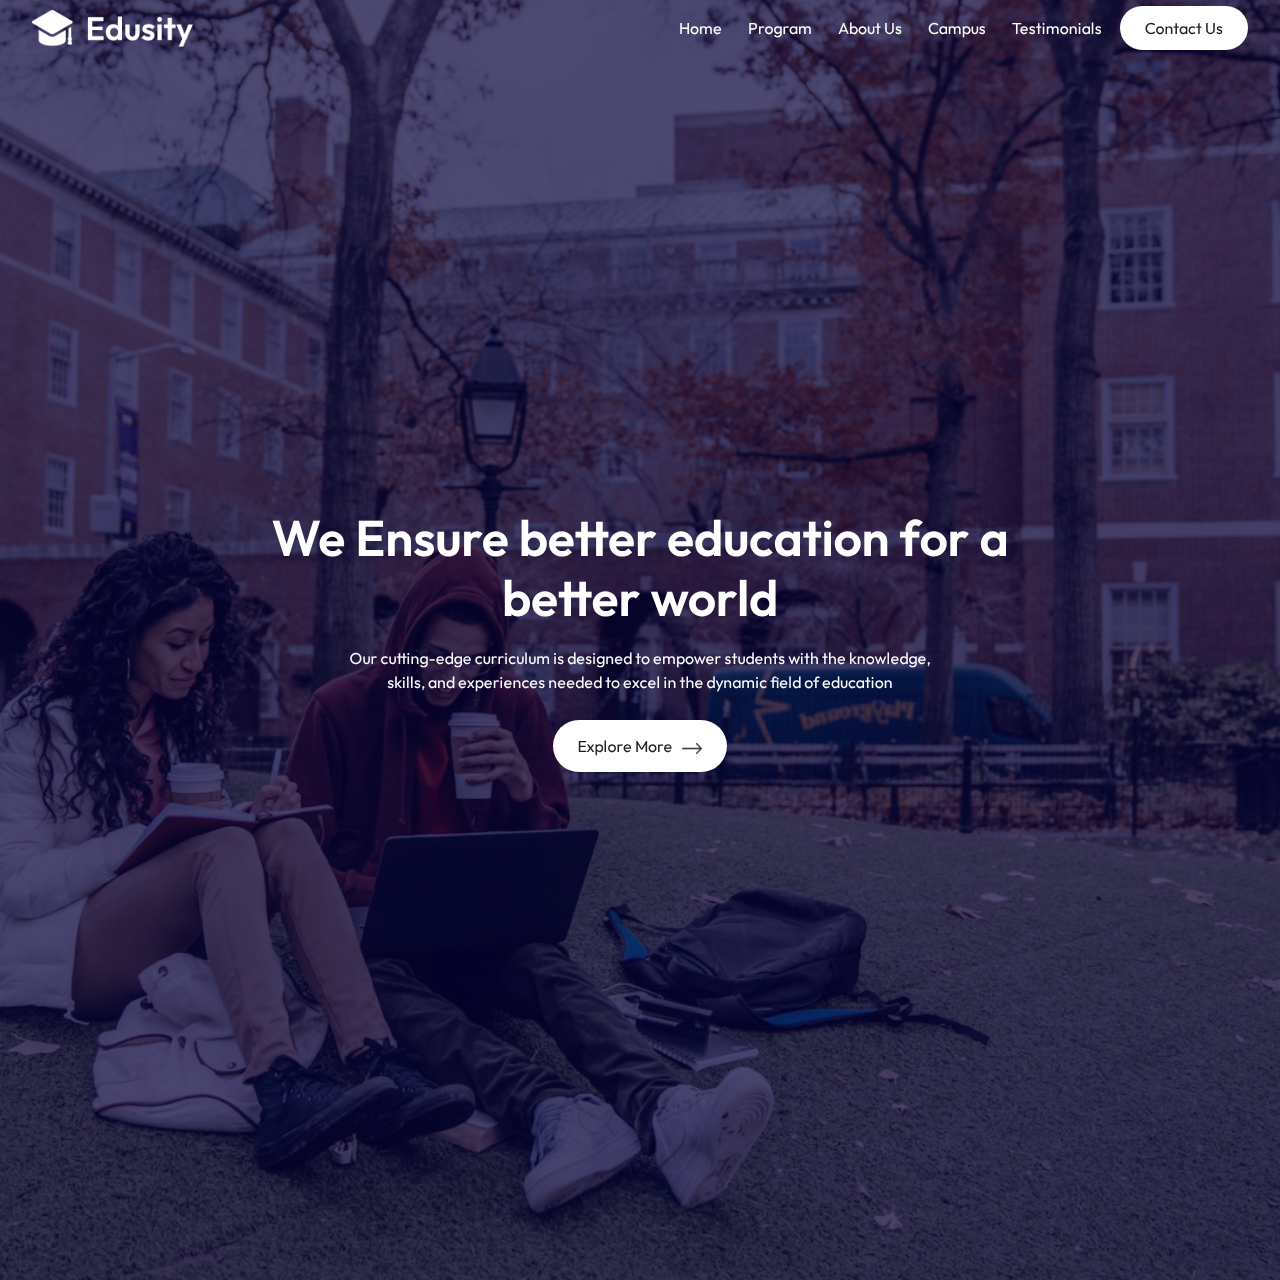 Edusity
Home Program About Us Campus Testimonials Contact Us
We Ensure better education for a
better world
Our cutting-edge curriculum is designed to empower students with the knowledge,
skills, and experiences needed to excel in the dynamic field of education
Explore More
playground